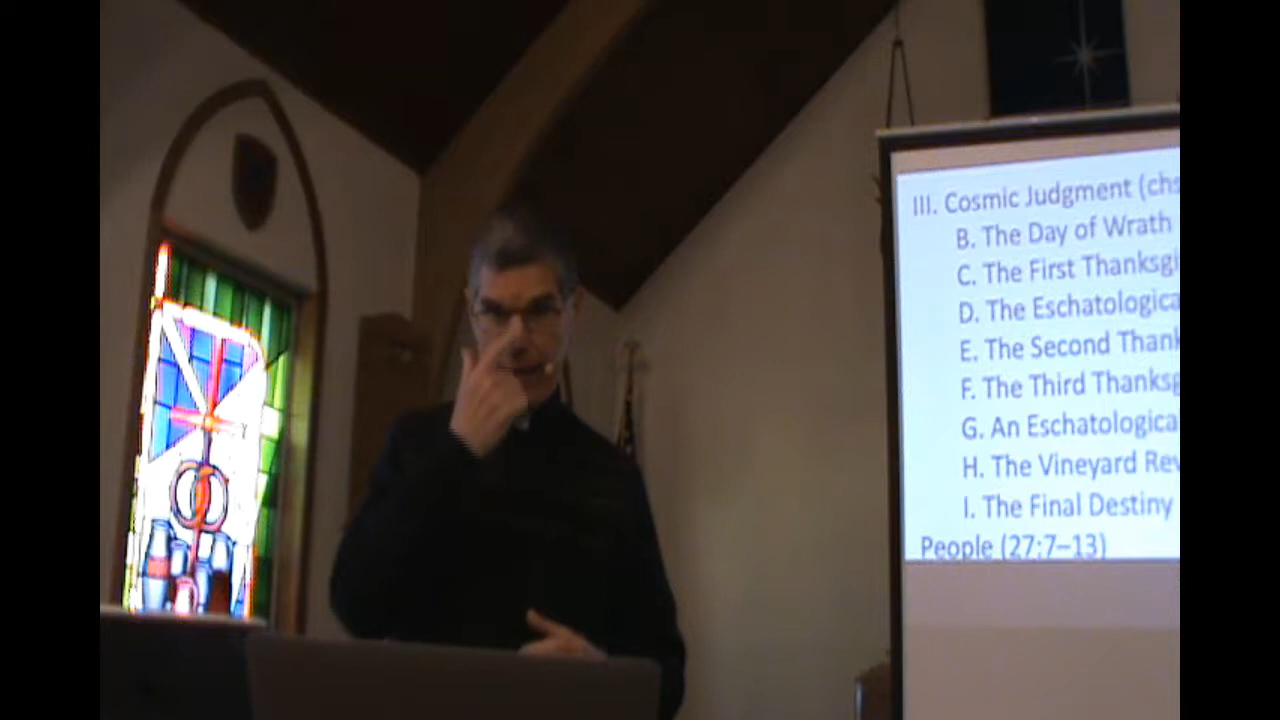 III. Cosmic Judgment (chs
B. The Day of Wrath
C. The First Thanksgi
D. The Eschatologica
E. The Second Thank
F. The Third Thanksg
G. An Eschatologica
H. The Vineyard Rev
I. The Final Destiny
People (27:7–13)